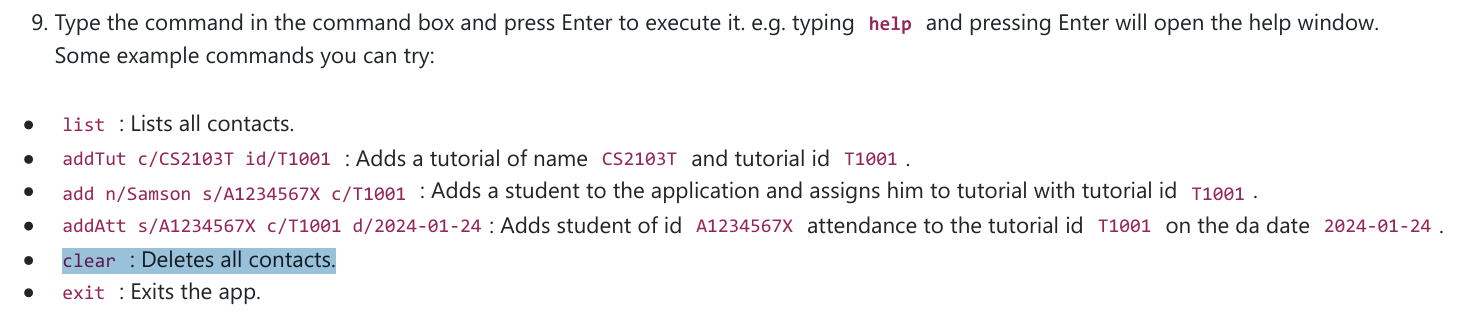 9. Type the command in the command box and press Enter to execute it. e.g. typing help and pressing Enter will open the help window.
Some example commands you can try:
• list : Lists all contacts.
• addTut c/CS2103T id/T1001 : Adds a tutorial of name CS2103T and tutorial id T1001 .
• add n/Samson s/A1234567X c/T1001 : Adds a student to the application and assigns him to tutorial with tutorial id T1001 .
• addAtt s/A1234567X c/T1001 d/2024-01-24 : Adds student of id A1234567X attendance to the tutorial id T1001 on the da date 2024-01-24 .
• clear : Deletes all contacts.
• exit : Exits the app.